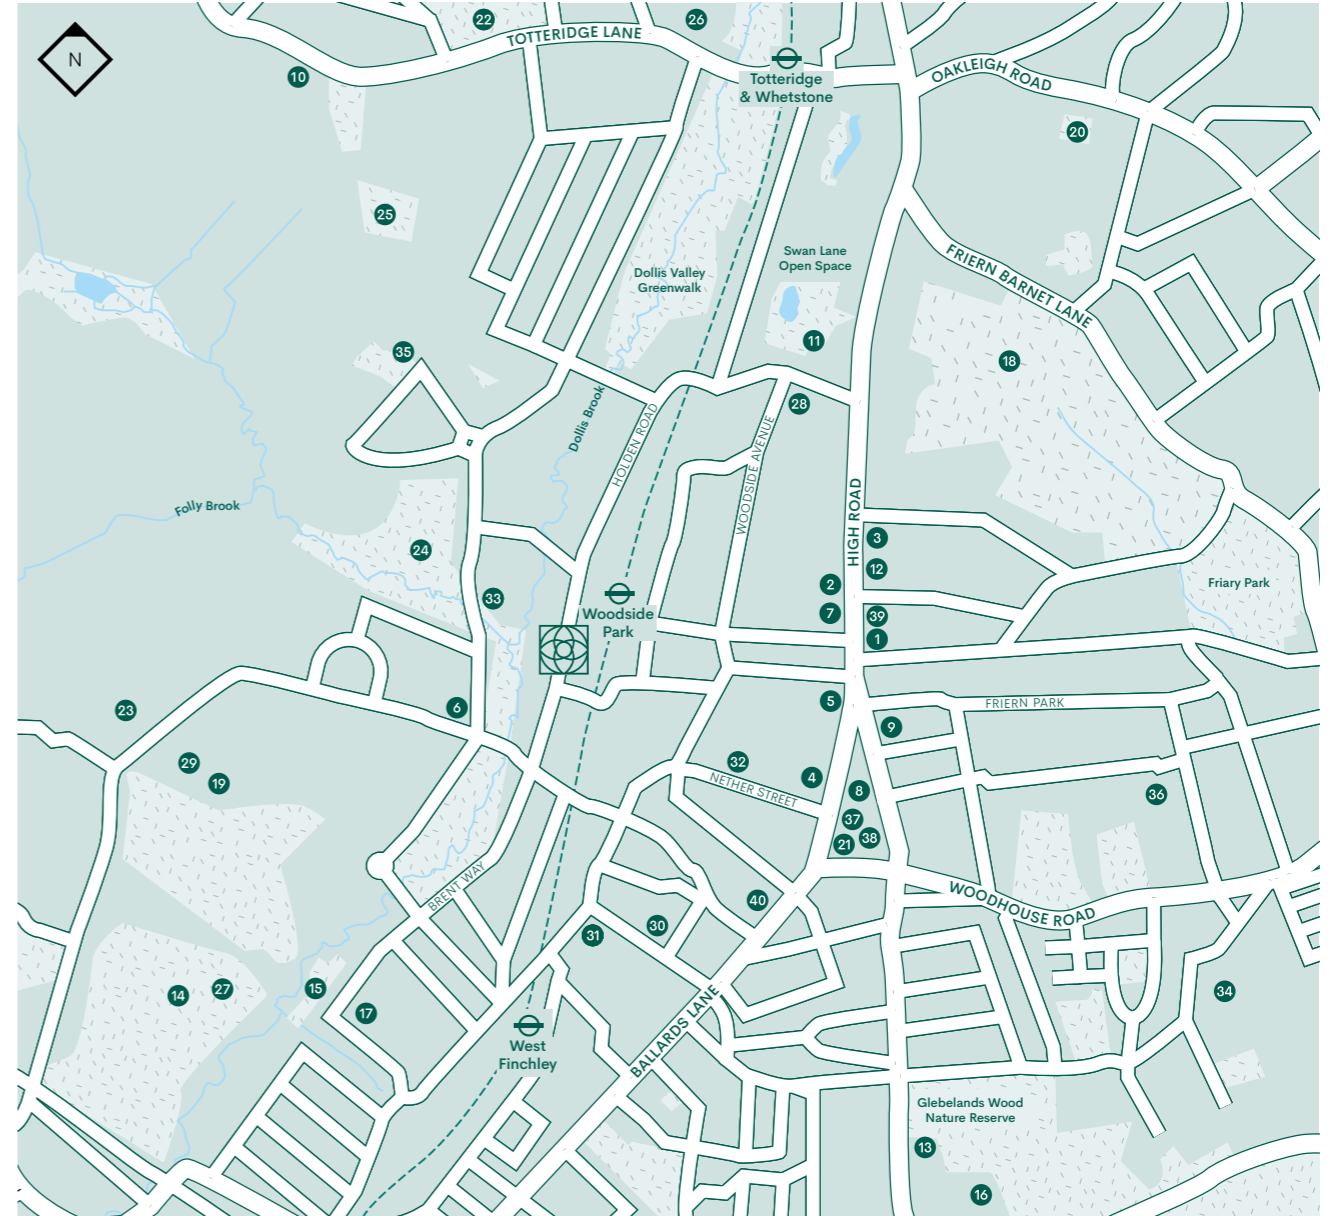 22
26
TOTTERIDGE LANE
N
10
Totteridge
& Whetstone
OAKLEIGH ROAD
20
25
Swan Lane
Open Space
Dollis Valley
Greenwalk
FRIERN BARNET LANE
11
35
18
28
Dollis Brook
HOLDEN ROAD
WOODSIDE AVENUE
HIGH ROAD
Folly Brook
24
3
12
2
Friary Park
33
Woodside
Park
7
39
1
6
23
5
FRIERN PARK
9
29
19
32
NETHER STREET
4
8
36
37
38
21
BRENT WAY
WOODHOUSE ROAD
40
30
31
14
27
15
17
34
BALLARDS LANE
West
Finchley
Glebelands Wood
Nature Reserve
13
16